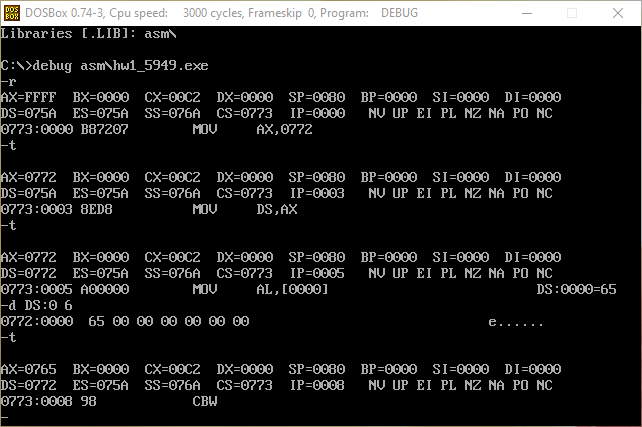 DOSBox 0.74-3, Cpu speed: 3000 cycles, Frameskip 0, Program: DEBUG
Libraries [.LIB]: asm\
C:\>debug asm\hw1_5949.exe
-r
AX=FFFF BX=0000 CX=00C2 DX=0000 SP=0080 BP=0000 SI=0000 DI=0000
DS=075A ES=075A SS=076A CS=0773 IP=0000 NV UP EI PL NZ NA PO NC
0773:0000 B87207 MOV AX,0772
-t
AX=0772 BX=0000 CX=00C2 DX=0000 SP=0080 BP=0000 SI=0000 DI=0000
DS=075A ES=075A SS=076A CS=0773 IP=0003 NV UP EI PL NZ NA PO NC
0773:0003 8ED8 MOV DS,AX
-t
AX=0772 BX=0000 CX=00C2 DX=0000 SP=0080 BP=0000 SI=0000 DI=0000
DS=0772 ES=075A SS=076A CS=0773 IP=0005 NV UP EI PL NZ NA PO NC
0773:0005 A00000 MOV AL,[0000] DS:0000=65
-d DS:0 6
0772:0000 65 00 00 00 00 00 00 e......
-t
AX=0765 BX=0000 CX=00C2 DX=0000 SP=0080 BP=0000 SI=0000 DI=0000
DS=0772 ES=075A SS=076A CS=0773 IP=0008 NV UP EI PL NZ NA PO NC
0773:0008 98 CBW
-